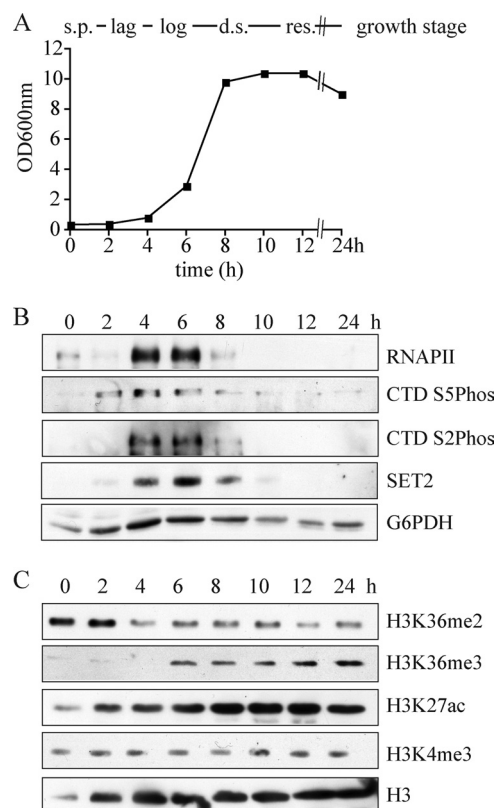 A
s.p. lag log d.s. res. growth stage
12
10
8
6
4
2
0
OD600nm
0 2 4 6 8 10 12 24h
time (h)
B
0 2 4 6 8 10 12 24 h
RNAPII
CTD S5Phos
CTD S2Phos
SET2
G6PDH
C
0 2 4 6 8 10 12 24 h
H3K36me2
H3K36me3
H3K27ac
H3K4me3
H3